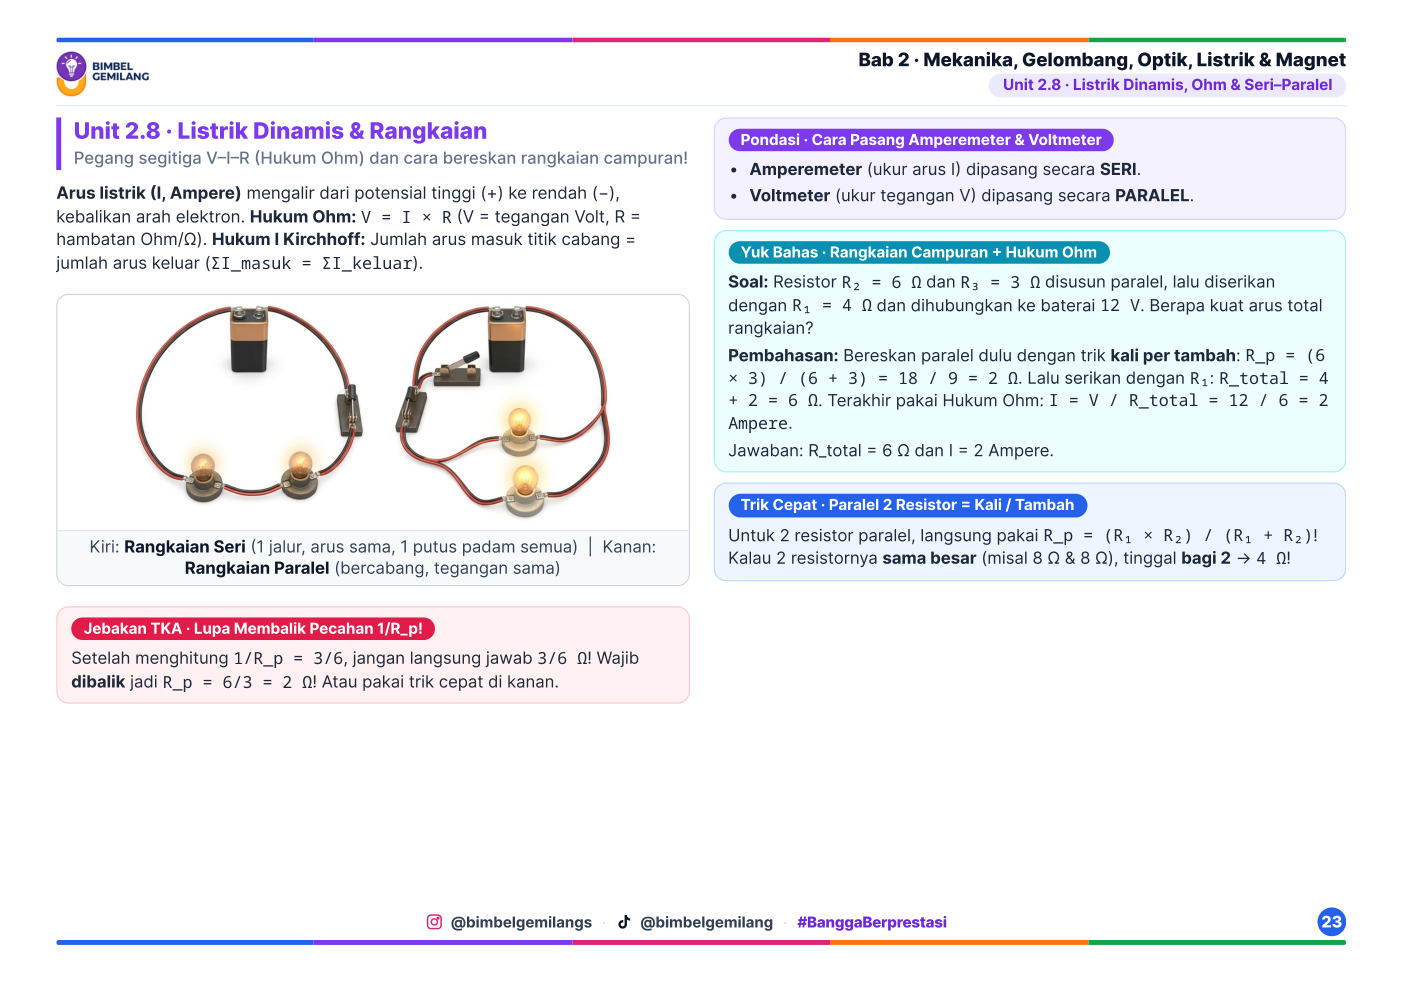 BIMBEL
GEMILANG
Bab 2 · Mekanika, Gelombang, Optik, Listrik & Magnet
Unit 2.8 · Listrik Dinamis, Ohm & Seri–Paralel
Unit 2.8 · Listrik Dinamis & Rangkaian
Pegang segitiga V–I–R (Hukum Ohm) dan cara bereskan rangkaian campuran!
Arus listrik (I, Ampere) mengalir dari potensial tinggi (+) ke rendah (−),
kebalikan arah elektron. Hukum Ohm: V = I × R (V = tegangan Volt, R =
hambatan Ohm/Ω). Hukum I Kirchhoff: Jumlah arus masuk titik cabang =
jumlah arus keluar (ΣI_masuk = ΣI_keluar).
Kiri: Rangkaian Seri (1 jalur, arus sama, 1 putus padam semua) | Kanan:
Rangkaian Paralel (bercabang, tegangan sama)
Jebakan TKA · Lupa Membalik Pecahan 1/R_p!
Setelah menghitung 1/R_p = 3/6, jangan langsung jawab 3/6 Ω! Wajib
dibalik jadi R_p = 6/3 = 2 Ω! Atau pakai trik cepat di kanan.
Pondasi · Cara Pasang Amperemeter & Voltmeter
• Amperemeter (ukur arus I) dipasang secara SERI.
• Voltmeter (ukur tegangan V) dipasang secara PARALEL.
Yuk Bahas · Rangkaian Campuran + Hukum Ohm
Soal: Resistor R₂ = 6 Ω dan R₃ = 3 Ω disusun paralel, lalu diserikan
dengan R₁ = 4 Ω dan dihubungkan ke baterai 12 V. Berapa kuat arus total
rangkaian?
Pembahasan: Bereskan paralel dulu dengan trik kali per tambah: R_p = (6
× 3) / (6 + 3) = 18 / 9 = 2 Ω. Lalu serikan dengan R₁: R_total = 4
+ 2 = 6 Ω. Terakhir pakai Hukum Ohm: I = V / R_total = 12 / 6 = 2
Ampere.
Jawaban: R_total = 6 Ω dan I = 2 Ampere.
Trik Cepat · Paralel 2 Resistor = Kali / Tambah
Untuk 2 resistor paralel, langsung pakai R_p = (R₁ × R₂) / (R₁ + R₂)!
Kalau 2 resistornya sama besar (misal 8 Ω & 8 Ω), tinggal bagi 2 → 4 Ω!
@bimbelgemilangs · @bimbelgemilang · #BanggaBerprestasi
23